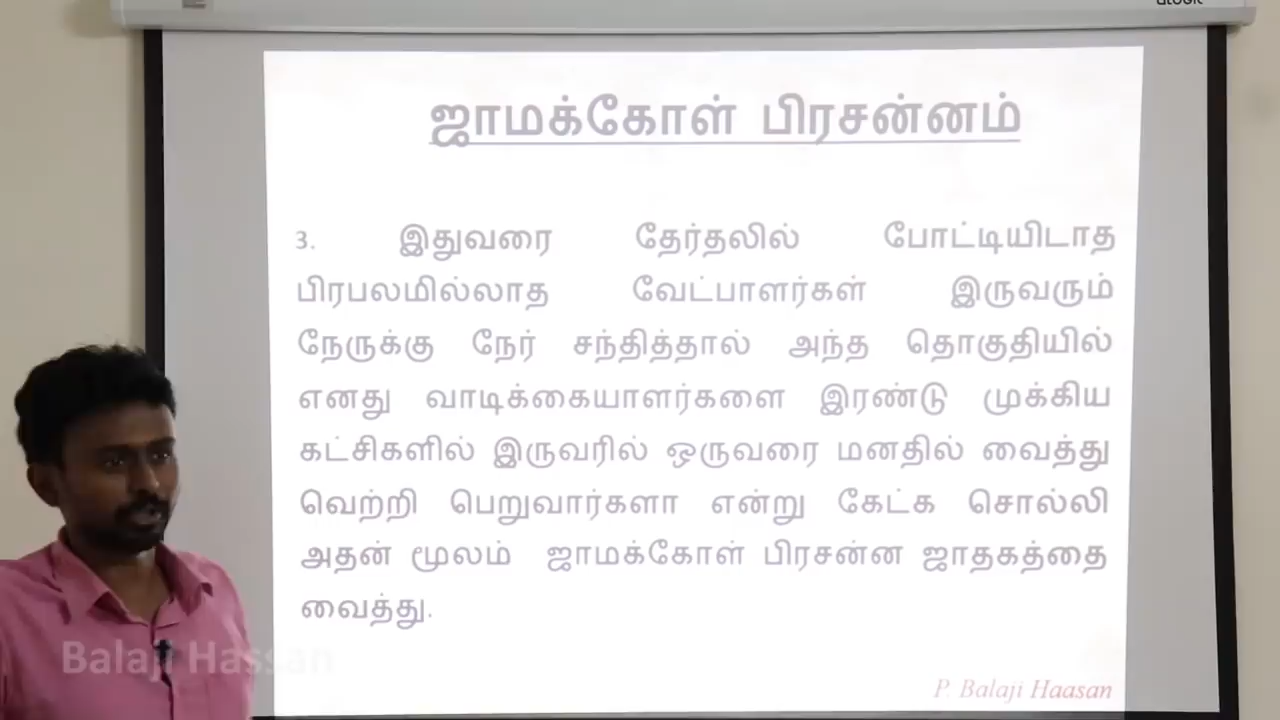 ஜாமக்கோள் பிரசன்னம்
3. இதுவரை தேர்தலில் போட்டியிடாத
பிரபலமில்லாத வேட்பாளர்கள் இருவரும்
நேருக்கு நேர் சந்தித்தால் அந்த தொகுதியில்
எனது வாடிக்கையாளர்களை இரண்டு முக்கிய
கட்சிகளில் இருவரில் ஒருவரை மனதில் வைத்து
வெற்றி பெறுவார்களா என்று கேட்க சொல்லி
அதன் மூலம் ஜாமக்கோள் பிரசன்ன ஜாதகத்தை
வைத்து.
Balaji Hassan
P. Balaji Haasan